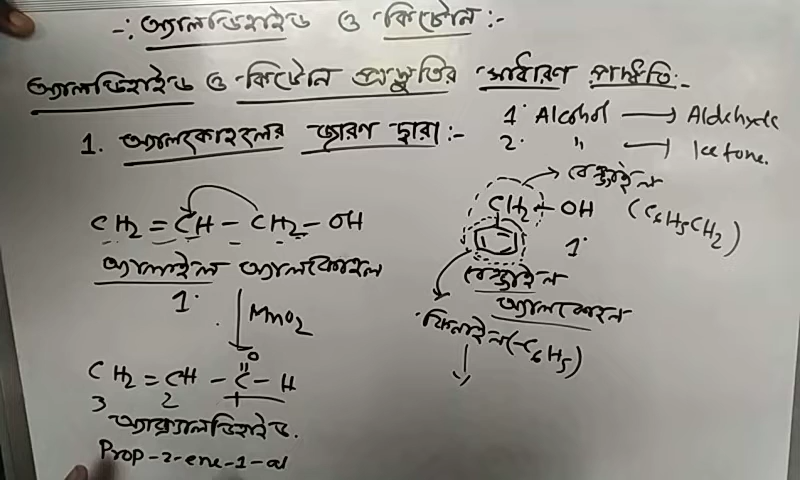 -: অ্যালডিহাইড ও কিটোন :-
অ্যালডিহাইড ও কিটোন প্রস্তুতির সাধারণ পদ্ধতি:-
1. অ্যালকোহলের জারণ দ্বারা :-
1° Alcohol ⟶ Aldehyde
2° " ⟶ Ketone.
CH2 = CH - CH2 - OH
অ্যালাইল অ্যালকোহল
1°
MnO2
O
CH2 = CH - C - H
3 2 1
অ্যাক্র্যালডিহাইড.
Prop-2-ene-1-al
বেঞ্জাইল
CH2 - OH (C6H5CH2)
1°
বেঞ্জাইল
অ্যালকোহল
ফিনাইল (-C6H5)